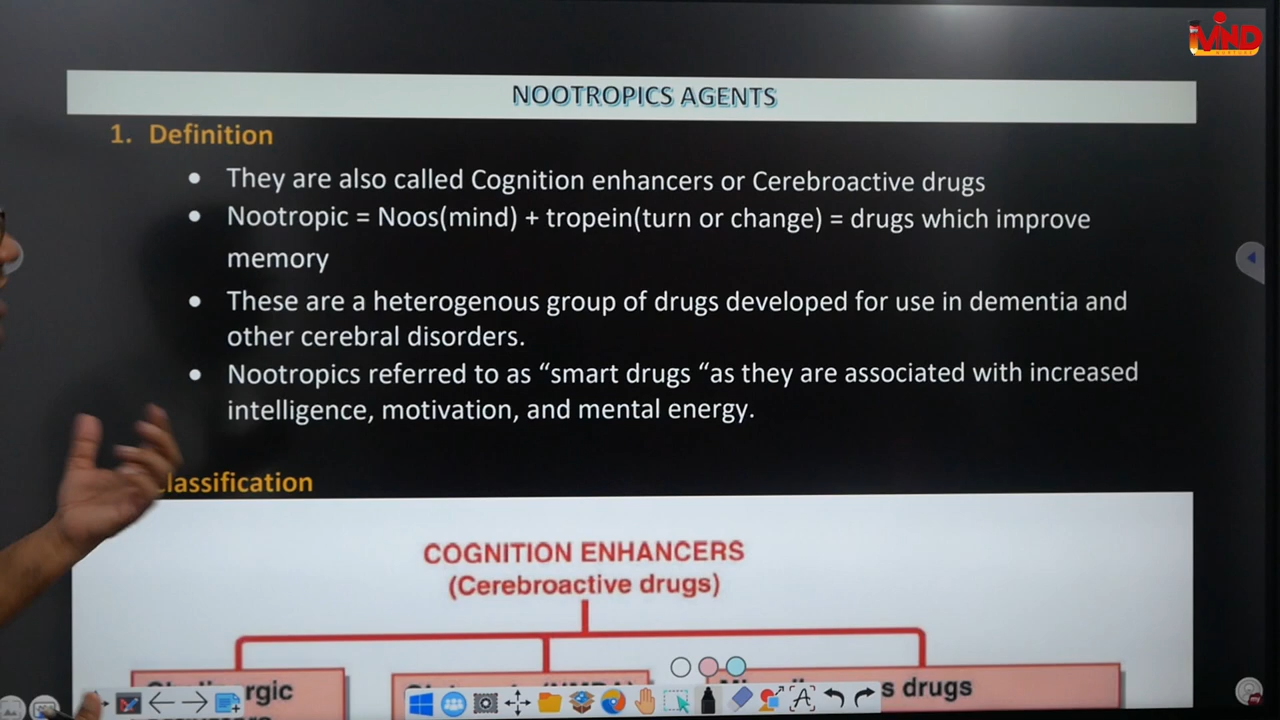 MIND
NOOTROPICS AGENTS
1. Definition
• They are also called Cognition enhancers or Cerebroactive drugs
• Nootropic = Noos(mind) + tropein(turn or change) = drugs which improve
memory
• These are a heterogenous group of drugs developed for use in dementia and
other cerebral disorders.
• Nootropics referred to as “smart drugs “as they are associated with increased
intelligence, motivation, and mental energy.
lassification
COGNITION ENHANCERS
(Cerebroactive drugs)
rgic
s drugs